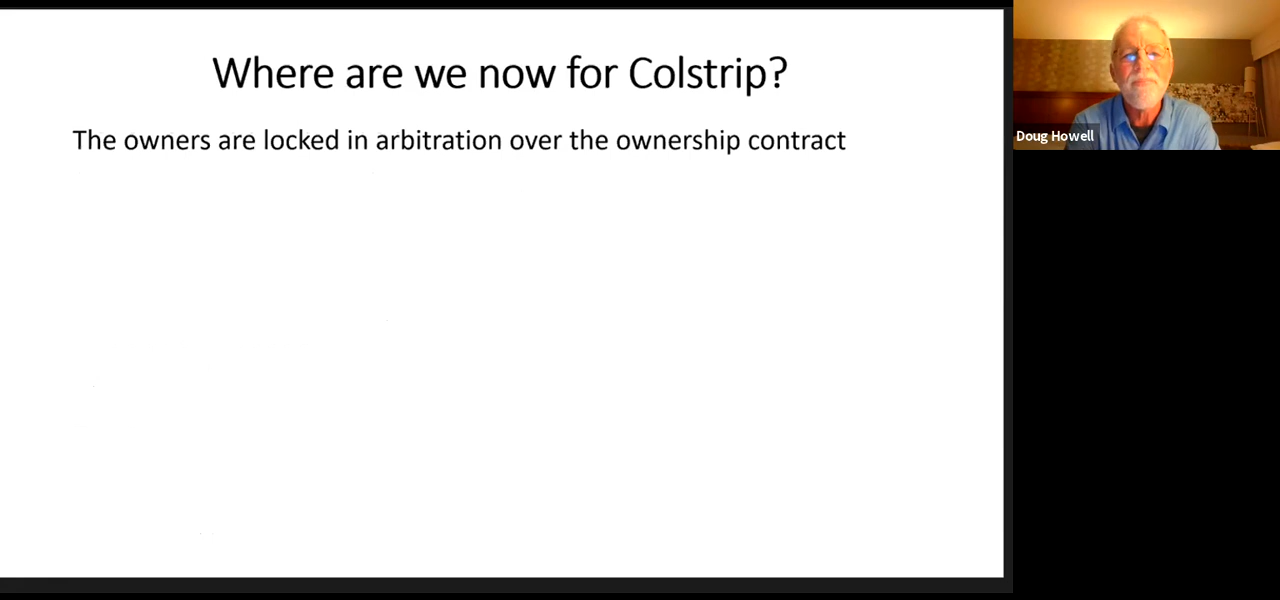 Where are we now for Colstrip?
The owners are locked in arbitration over the ownership contract
Doug Howell